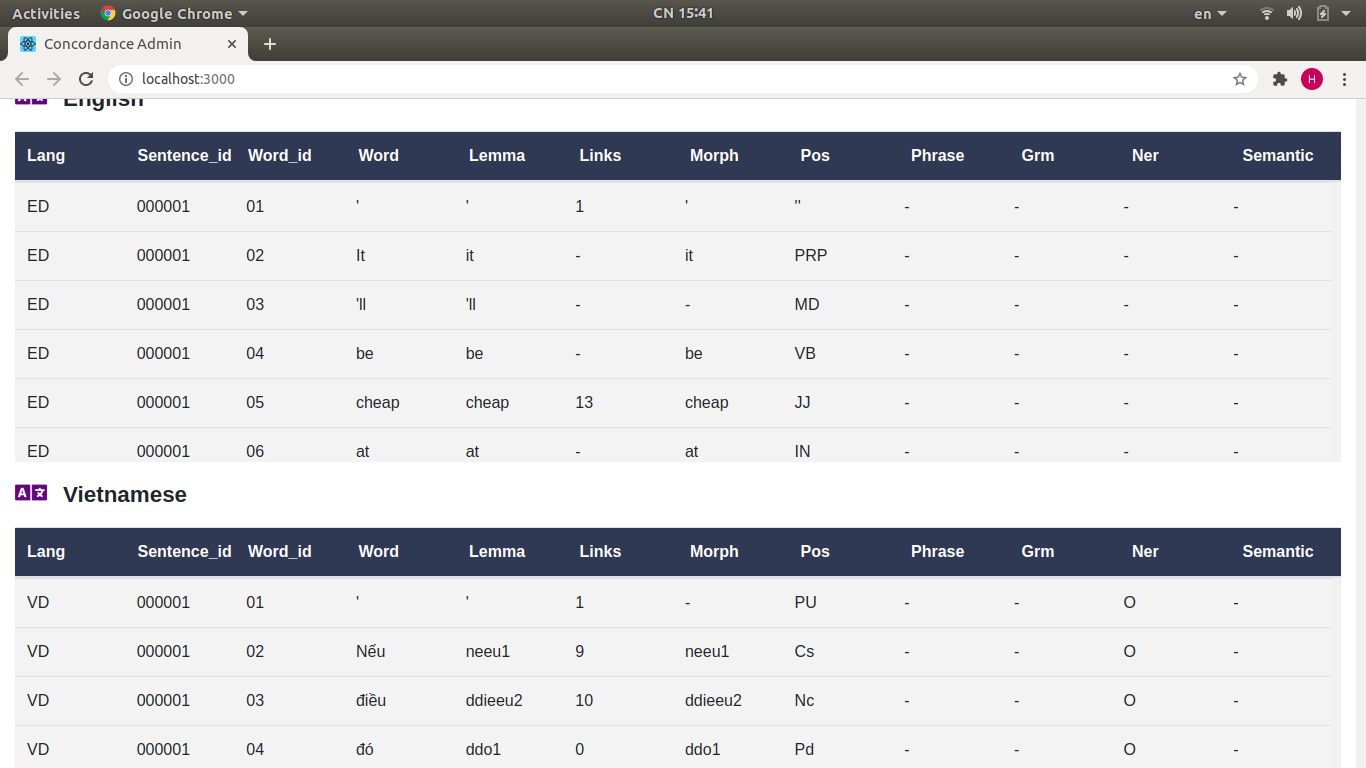 Activities Google Chrome CN 15:41 en
Concordance Admin
localhost:3000 H
English
Lang Sentence_id Word_id Word Lemma Links Morph Pos Phrase Grm Ner Semantic
ED 000001 01 ' ' 1 ' '' - - - -
ED 000001 02 It it - it PRP - - - -
ED 000001 03 'll 'll - - MD - - - -
ED 000001 04 be be - be VB - - - -
ED 000001 05 cheap cheap 13 cheap JJ - - - -
ED 000001 06 at at - at IN - - - -
A 文 Vietnamese
Lang Sentence_id Word_id Word Lemma Links Morph Pos Phrase Grm Ner Semantic
VD 000001 01 ' ' 1 - PU - - O -
VD 000001 02 Nếu neeu1 9 neeu1 Cs - - O -
VD 000001 03 điều ddieeu2 10 ddieeu2 Nc - - O -
VD 000001 04 đó ddo1 0 ddo1 Pd - - O -